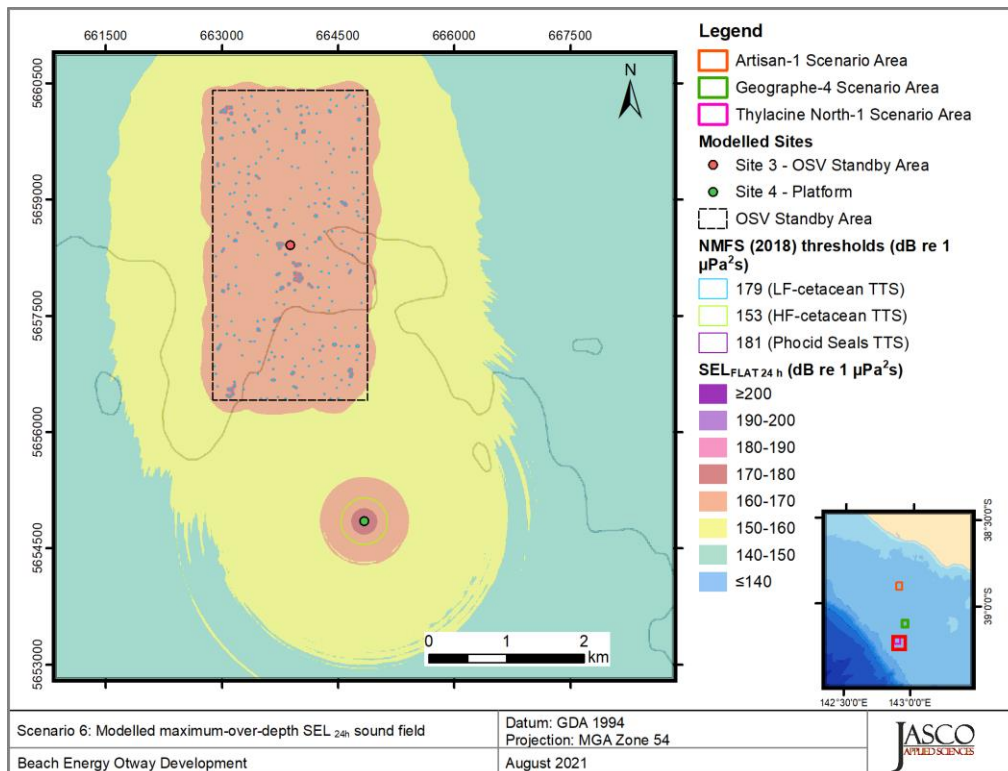 661500 663000 664500 666000 667500
5660500
5659000
5657500
5656000
5654500
5653000
N
0 1 2
km
Legend
Artisan-1 Scenario Area
Geographe-4 Scenario Area
Thylacine North-1 Scenario Area
Modelled Sites
Site 3 - OSV Standby Area
Site 4 - Platform
OSV Standby Area
NMFS (2018) thresholds (dB re 1
µPa²s)
179 (LF-cetacean TTS)
153 (HF-cetacean TTS)
181 (Phocid Seals TTS)
SEL FLAT 24 h (dB re 1 µPa²s)
≥200
190-200
180-190
170-180
160-170
150-160
140-150
≤140
38°30'S
39°0'S
142°30'0"S
143°0'S
Scenario 6: Modelled maximum-over-depth SEL 24h sound field
Datum: GDA 1994
Projection: MGA Zone 54
Beach Energy Otway Development
August 2021
JASCO
APPLIED SCIENCES